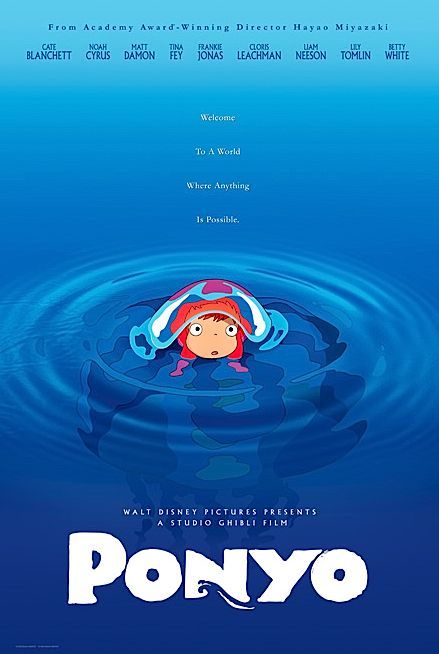 From Academy Award®-Winning Director Hayao Miyazaki
CATE BLANCHETT NOAH CYRUS MATT DAMON TINA FEY FRANKIE JONAS CLORIS LEACHMAN LIAM NEESON LILY TOMLIN BETTY WHITE
Welcome
To A World
Where Anything
Is Possible.
WALT DISNEY PICTURES PRESENTS
A STUDIO GHIBLI FILM
PONYO